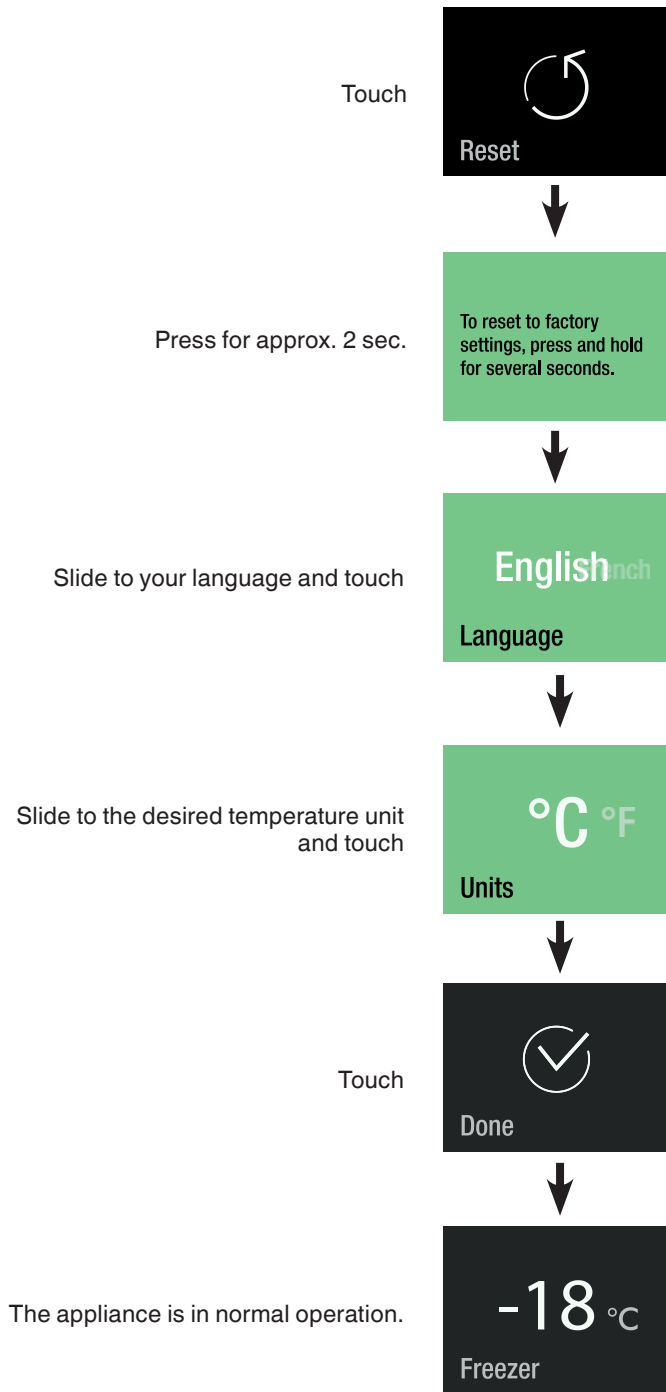 Touch
Reset
Press for approx. 2 sec.
To reset to factory
settings, press and hold
for several seconds.
Slide to your language and touch
English French
Language
Slide to the desired temperature unit
and touch
°C °F
Units
Touch
Done
The appliance is in normal operation.
-18 °C
Freezer